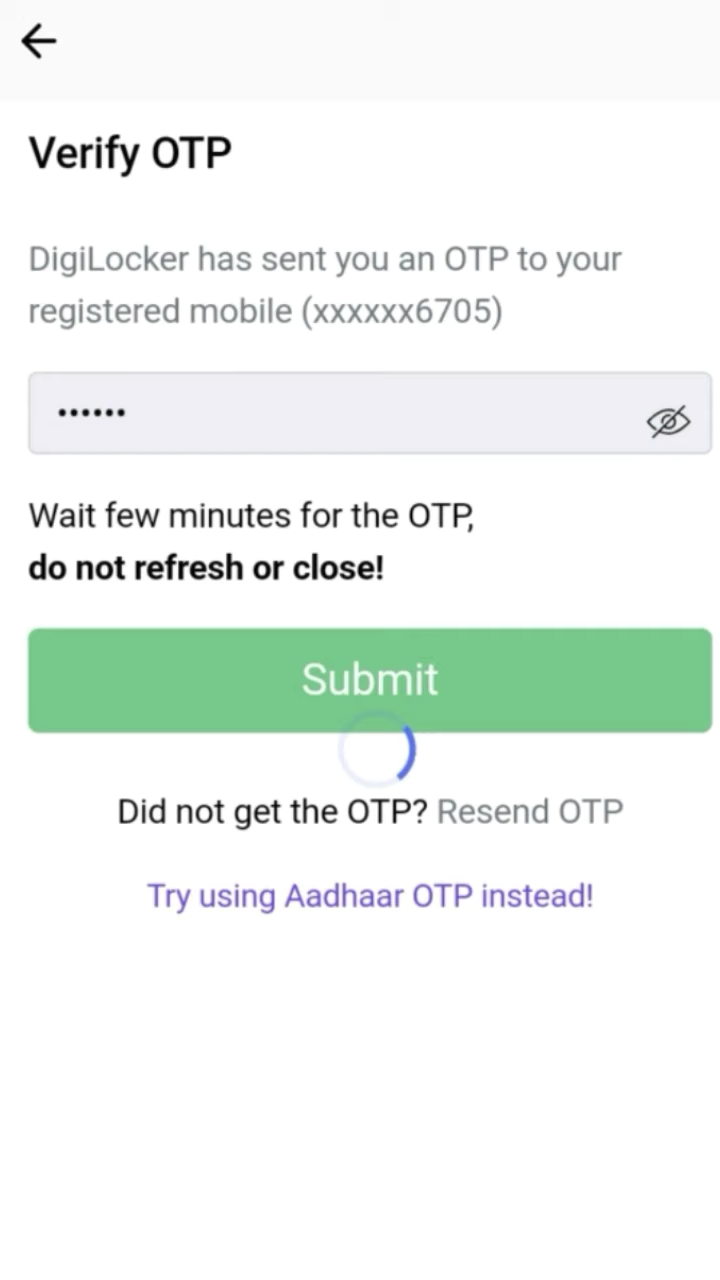 Verify OTP
DigiLocker has sent you an OTP to your
registered mobile (xxxxxx6705)
••••••
Wait few minutes for the OTP,
do not refresh or close!
Submit
Did not get the OTP? Resend OTP
Try using Aadhaar OTP instead!